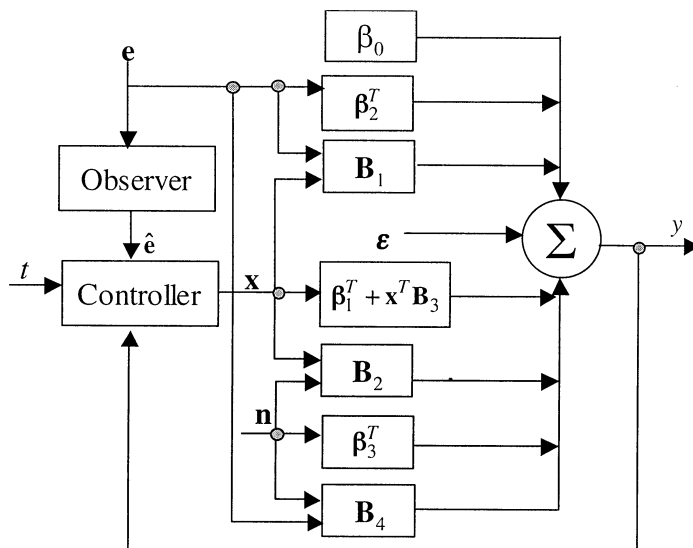 β₀
e
β₂ᵀ
Observer
B₁
ê
ε
Σ
y
t
Controller
x
β₁ᵀ + xᵀB₃
B₂
n
β₃ᵀ
B₄